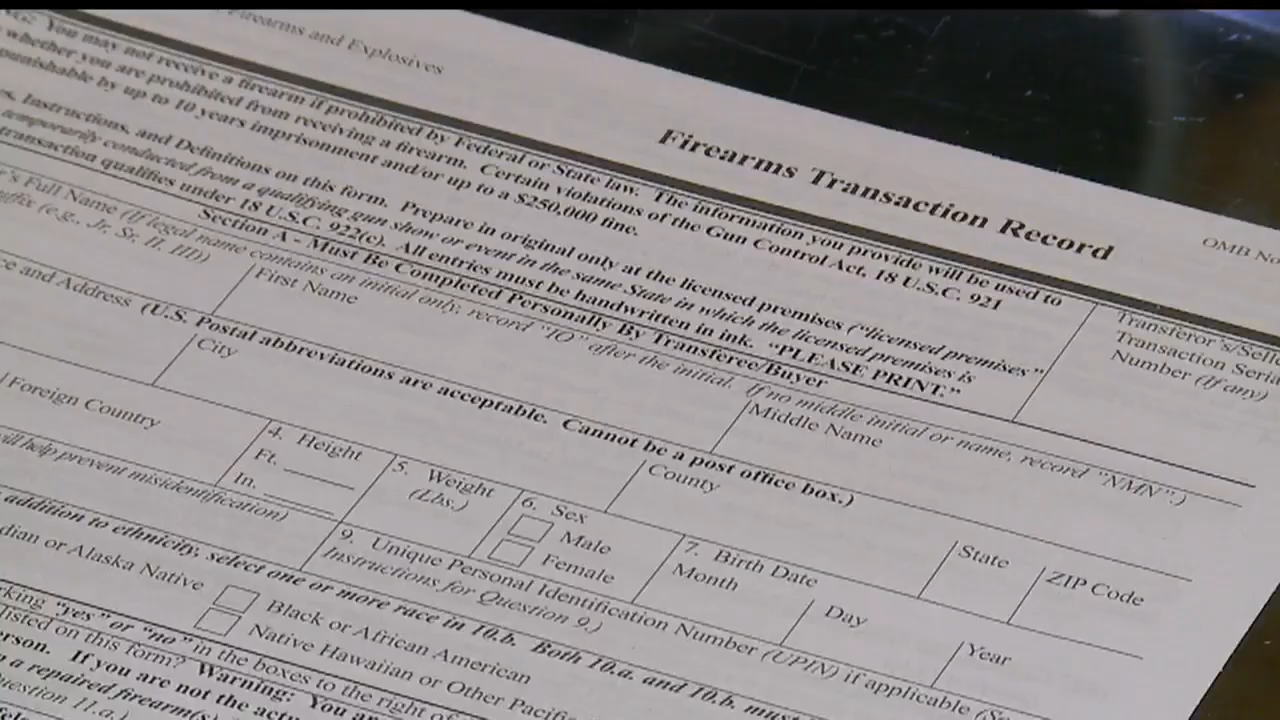 Firearms and Explosives
Firearms Transaction Record
OMB No
You may not receive a firearm if prohibited by Federal or State law. The information you provide will be used to
whether you are prohibited from receiving a firearm. Certain violations of the Gun Control Act, 18 U.S.C. 921
punishable by up to 10 years imprisonment and/or up to a $250,000 fine.
Transferor's/Selle
Transaction Seria
Number (If any)
s, Instructions, and Definitions on this form. Prepare in original only at the licensed premises ("licensed premises"
temporarily conducted from a qualifying gun show or event in the same State in which the licensed premises is
transaction qualifies under 18 U.S.C. 922(c). All entries must be handwritten in ink. "PLEASE PRINT."
Section A - Must Be Completed Personally By Transferee/Buyer
r's Full Name (If legal name contains an initial only, record "IO" after the initial. If no middle initial or name, record "NMN".)
uffix (e.g., Jr, Sr, II, III))
First Name
Middle Name
ce and Address (U.S. Postal abbreviations are acceptable. Cannot be a post office box.)
City
County
State
ZIP Code
Foreign Country
4. Height
Ft.
In.
5. Weight
(Lbs.)
6. Sex
Male
Female
7. Birth Date
Month
Day
Year
will help prevent misidentification)
9. Unique Personal Identification Number (UPIN) if applicable (Se
Instructions for Question 9.)
addition to ethnicity, select one or more race in 10.b. Both 10.a. and 10.b. must
dian or Alaska Native
Black or African American
Native Hawaiian or Other Pacific
rking "yes" or "no" in the boxes to the right of
listed on this form? Warning: You are
erson. If you are not the actu
a repaired firearm(s)
uestion 11.a.)